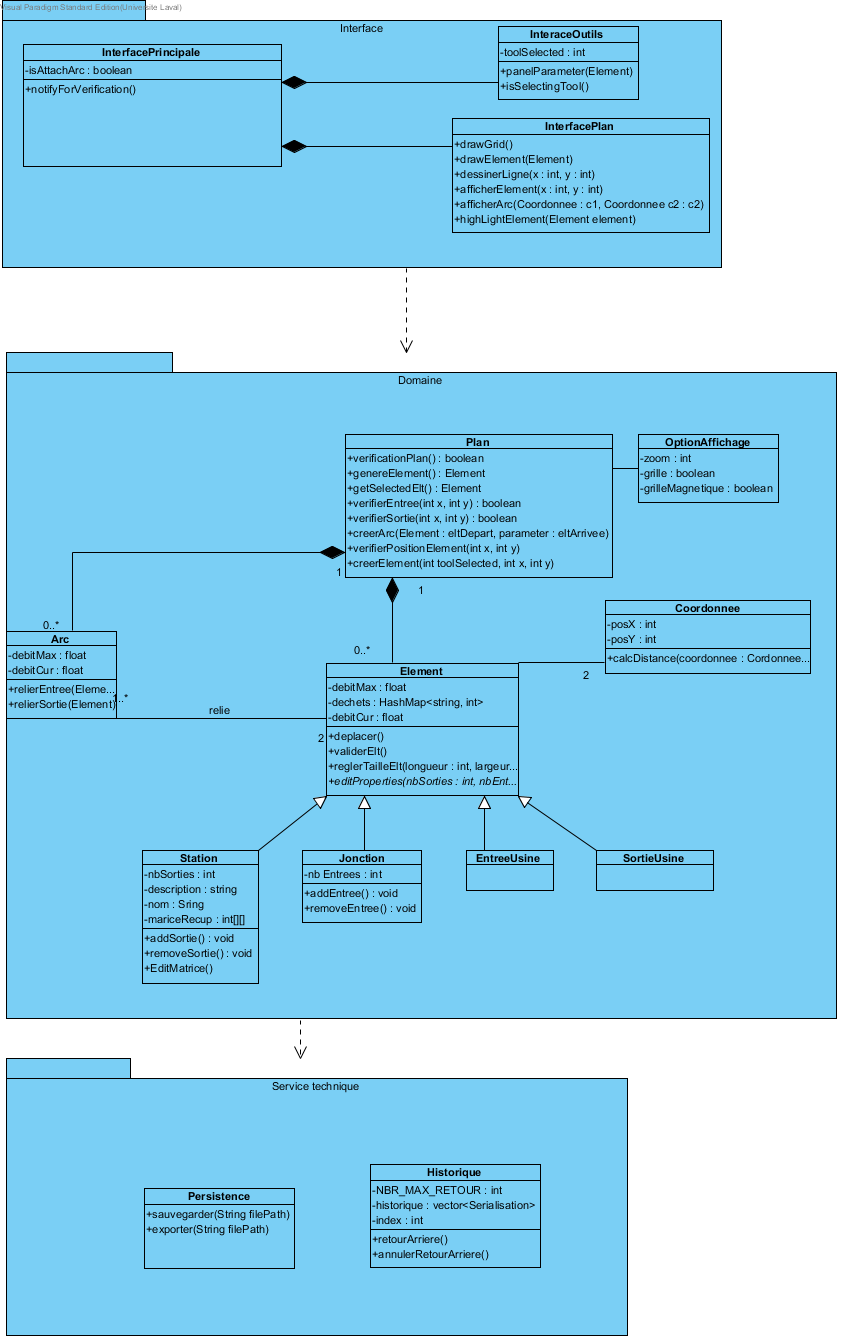 Visual Paradigm Standard Edition(Universite Laval)
Interface
InterfacePrincipale
-isAttachArc : boolean
+notifyForVerification()
InteraceOutils
-toolSelected : int
+panelParameter(Element)
+isSelectingTool()
InterfacePlan
+drawGrid()
+drawElement(Element)
+dessinerLigne(x : int, y : int)
+afficherElement(x : int, y : int)
+afficherArc(Coordonnee : c1, Coordonnee c2 : c2)
+highLightElement(Element element)
Domaine
Plan
+verificationPlan() : boolean
+genereElement() : Element
+getSelectedElt() : Element
+verifierEntree(int x, int y) : boolean
+verifierSortie(int x, int y) : boolean
+creerArc(Element : eltDepart, parameter : eltArrivee)
+verifierPositionElement(int x, int y)
+creerElement(int toolSelected, int x, int y)
OptionAffichage
-zoom : int
-grille : boolean
-grilleMagnetique : boolean
1
1
0..*
0..*
Arc
-debitMax : float
-debitCur : float
+relierEntree(Eleme...
+relierSortie(Element)
1..*
relie
2
Coordonnee
-posX : int
-posY : int
+calcDistance(coordonnee : Cordonnee...
2
Element
-debitMax : float
-dechets : HashMap<string, int>
-debitCur : float
+deplacer()
+validerElt()
+reglerTailleElt(longueur : int, largeur...
+editProperties(nbSorties : int, nbEnt...
Station
-nbSorties : int
-description : string
-nom : Sring
-mariceRecup : int[][]
+addSortie() : void
+removeSortie() : void
+EditMatrice()
Jonction
-nb Entrees : int
+addEntree() : void
+removeEntree() : void
EntreeUsine
SortieUsine
Service technique
Persistence
+sauvegarder(String filePath)
+exporter(String filePath)
Historique
-NBR_MAX_RETOUR : int
-historique : vector<Serialisation>
-index : int
+retourArriere()
+annulerRetourArriere()